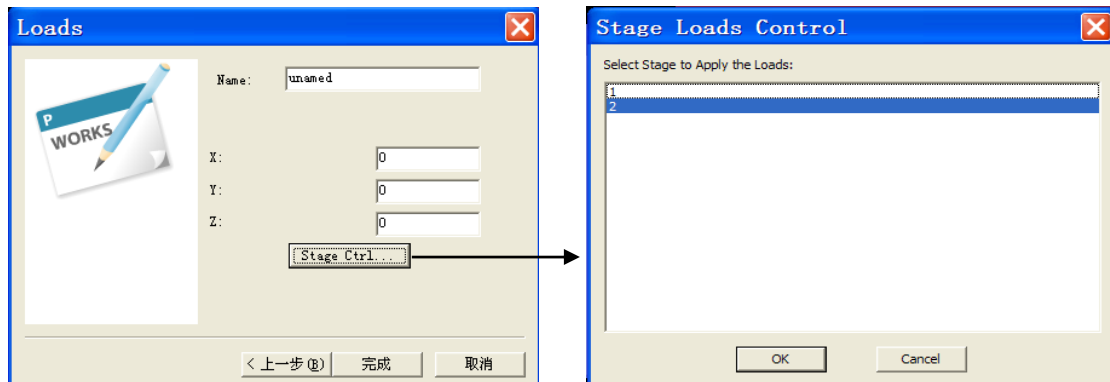 Loads
P
WORKS
Name:
unamed
X:
0
Y:
0
Z:
0
Stage Ctrl...
< 上一步(B)
完成
取消
Stage Loads Control
Select Stage to Apply the Loads:
1
2
OK
Cancel